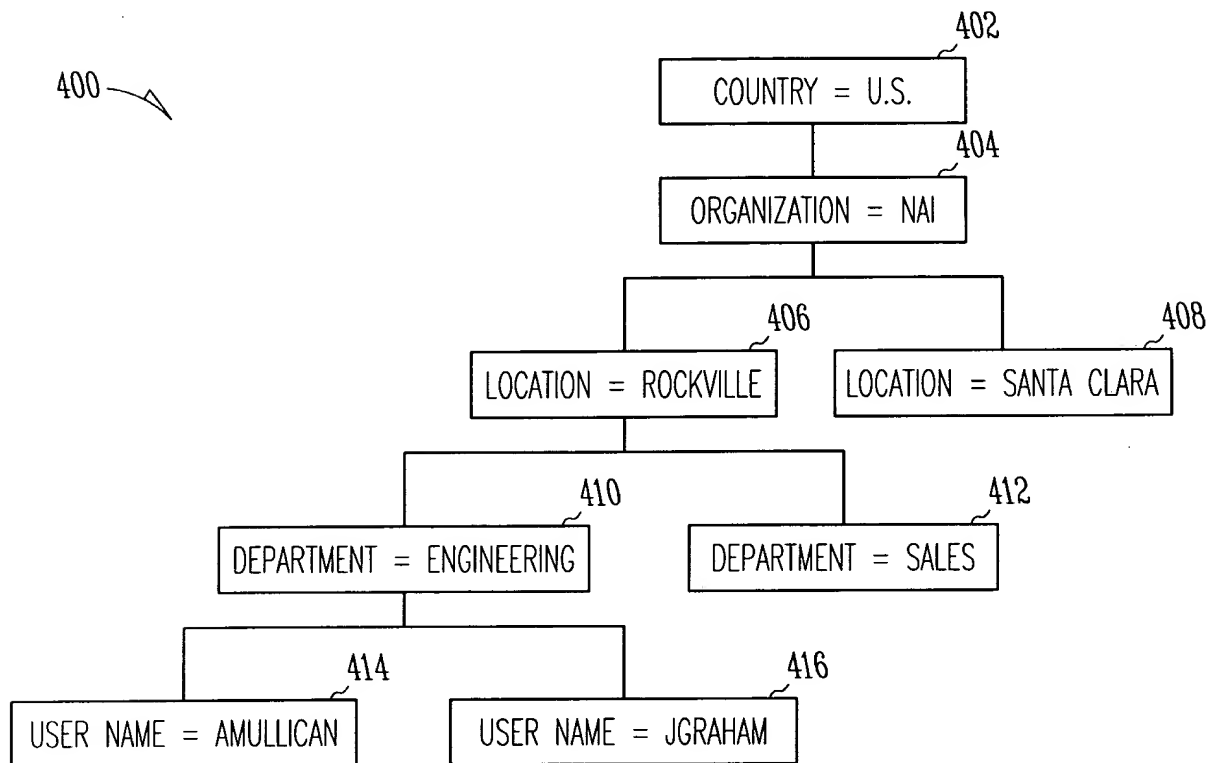 400
402
COUNTRY = U.S.
404
ORGANIZATION = NAI
406
LOCATION = ROCKVILLE
408
LOCATION = SANTA CLARA
410
DEPARTMENT = ENGINEERING
412
DEPARTMENT = SALES
414
USER NAME = AMULLICAN
416
USER NAME = JGRAHAM